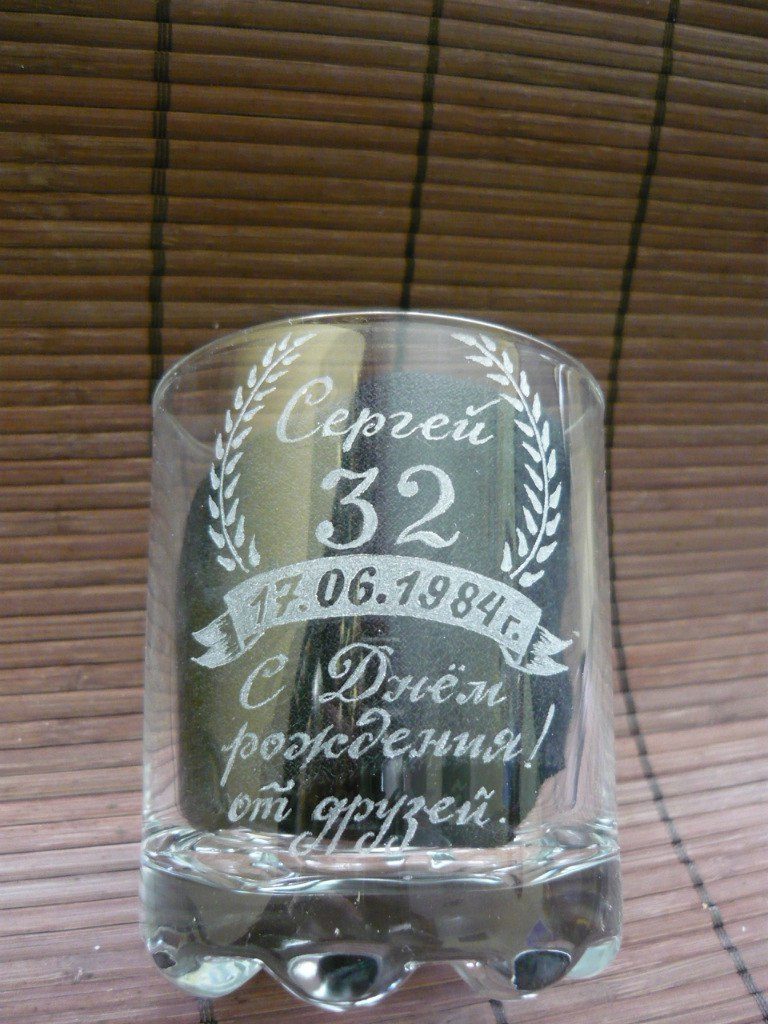 Сергей
32
17.06.1984г.
С Днём
рождения!
от друзей.